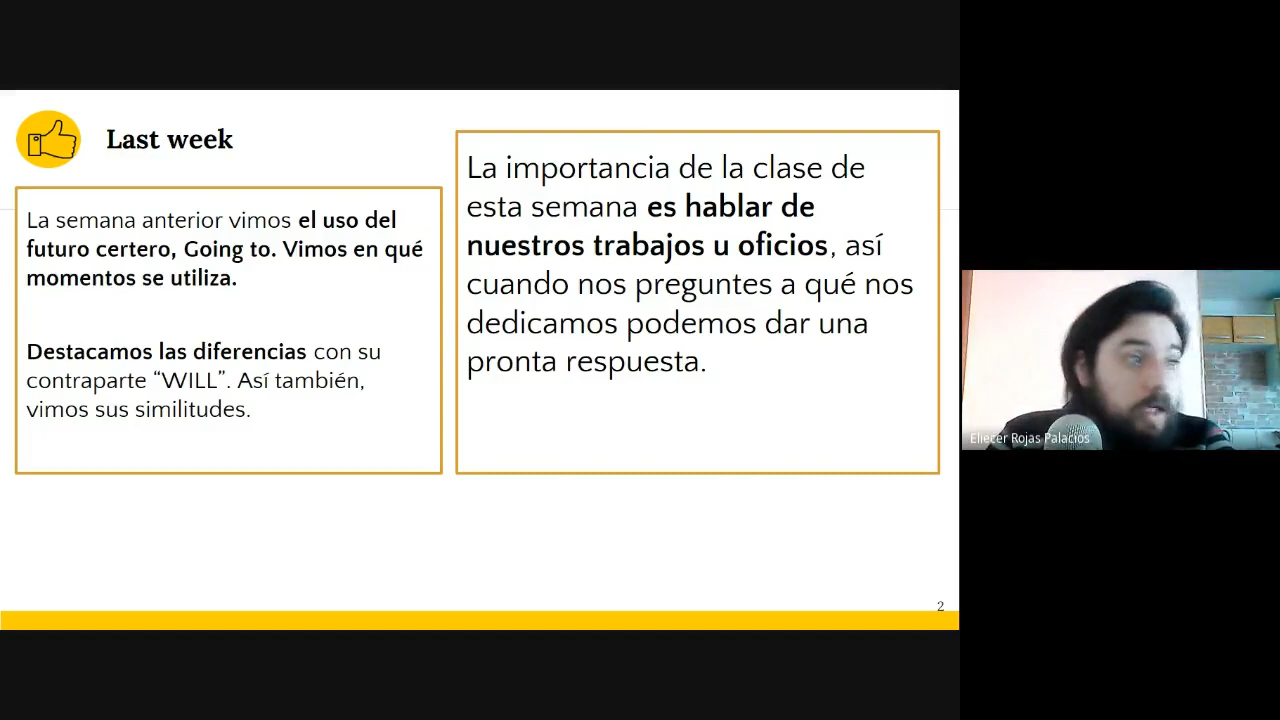 Last week
La semana anterior vimos el uso del
futuro certero, Going to. Vimos en qué
momentos se utiliza.
Destacamos las diferencias con su
contraparte “WILL”. Así también,
vimos sus similitudes.
La importancia de la clase de
esta semana es hablar de
nuestros trabajos u oficios, así
cuando nos preguntes a qué nos
dedicamos podemos dar una
pronta respuesta.
2
Eliecer Rojas Palacios